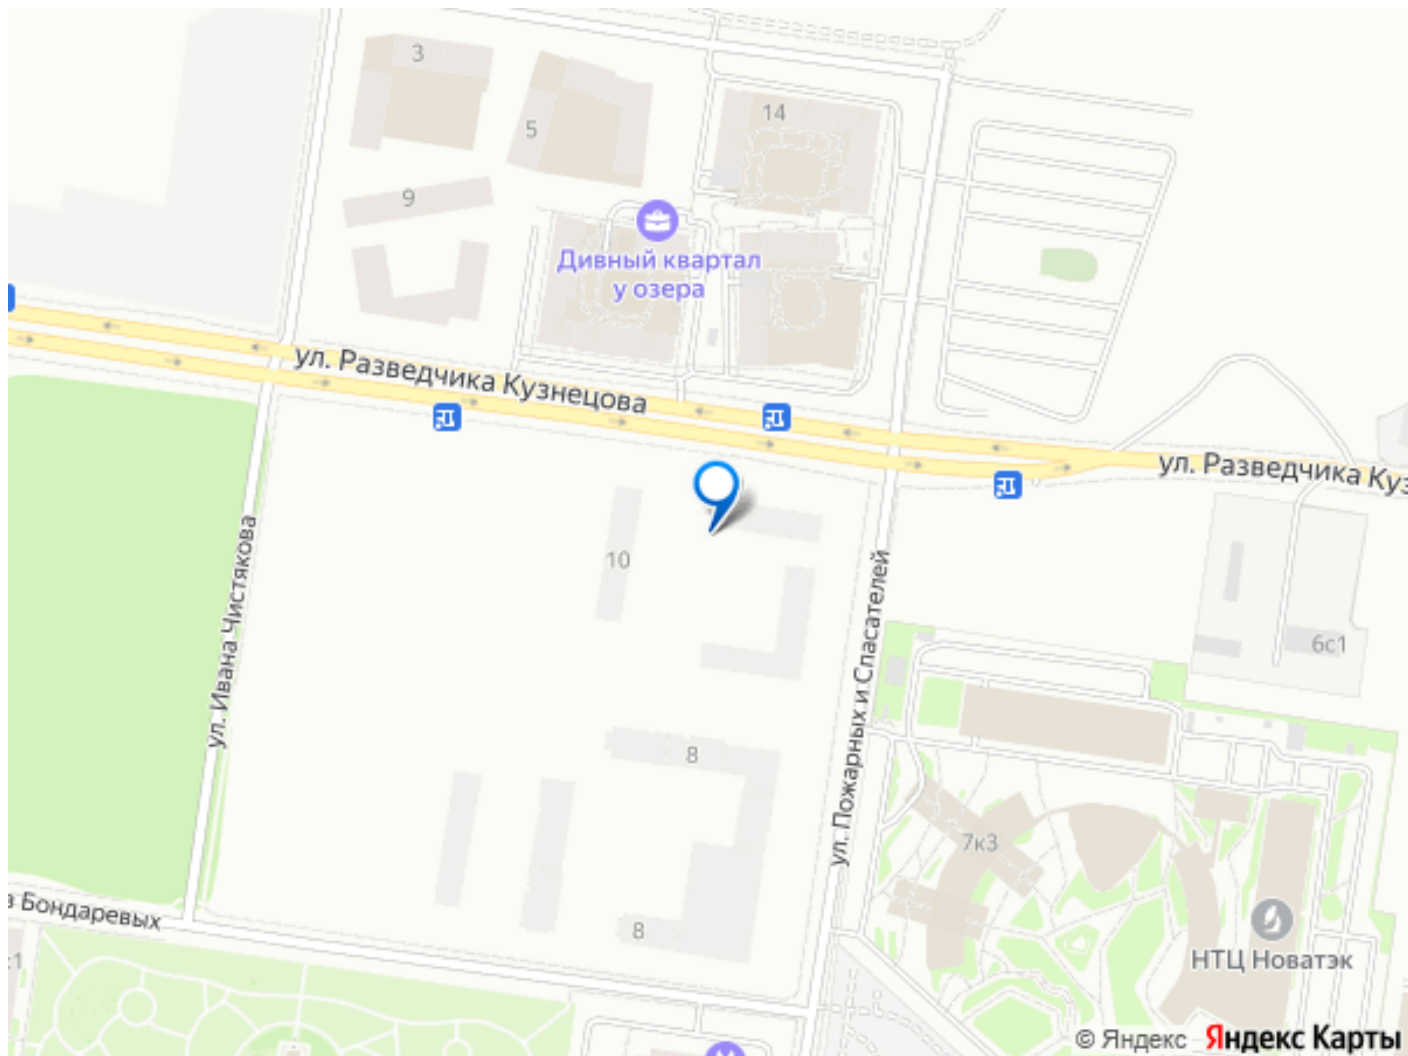 3
5
14
9
Дивный квартал
у озера
ул. Разведчика Кузнецова
ул. Разведчика Куз
10
ул. Ивана Чистякова
ул. Пожарных и Спасателей
6с1
8
7к3
8
Бондаревых
НТЦ Новатэк
© Яндекс Яндекс Карты